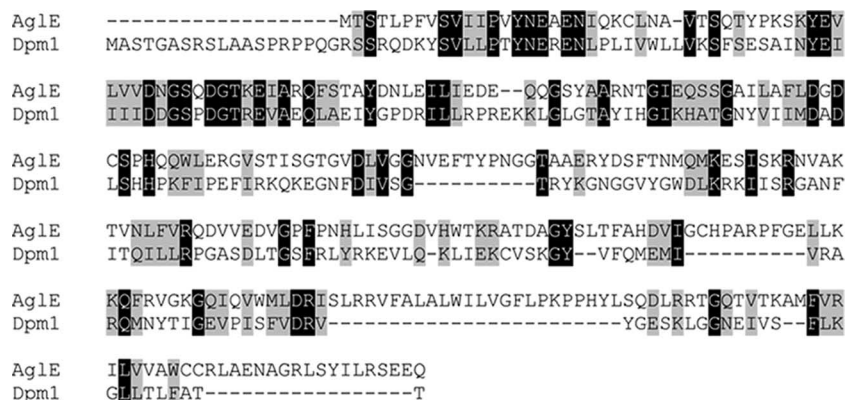 AglE -------------------MTSTLPFVSVIIPVYNEAENIQKCLNA-VTSQTYPKSKYEV
Dpm1 MASTGASRSLAASPRPPQGRSSRQDKYSVLLPTYNERENLPLIVWLLVKSFSESAINYEI
AglE LVVDNGSQDGTKEIARQFSTAYDNLEILIEDE--QQGSYAARNTGIEQSSGAILAFLDGD
Dpm1 IIIDDGSPDGTREVAEQLAEIYGPDRILLRPREKKLGLGTAYIHGIKHATGNYVIIMDAD
AglE CSPHQQWLERGVSTISGTGVDLVGGNVEFTYPNGGTAAERYDSFTNMQMKESISKRNVAK
Dpm1 LSHHPKFIPEFIRKQKEGNFDIVSG----------TRYKGNGGVYGWDLKRKIISRGANF
AglE TVNLFVRQDVVEDVGPFPNHLISGGDVHWTKRATDAGYSLTFAHDVIGCHPARPFGELLK
Dpm1 ITQILLRPGASDLTGSFRLYRKEVLQ-KLIEKCVSKGY--VFQMEMI----------VRA
AglE KQFRVGKGQIQVWMLDRISLRRVFALALWILVGFLPKPPHYLSQDLRRTGQTVTKAMFVR
Dpm1 RQMNYTIGEVPISFVDRV------------------------YGESKLGGNEIVS--FLK
AglE ILVVAWCCRLAENAGRLSYILRSEEQ
Dpm1 GLLTLFAT-----------------T